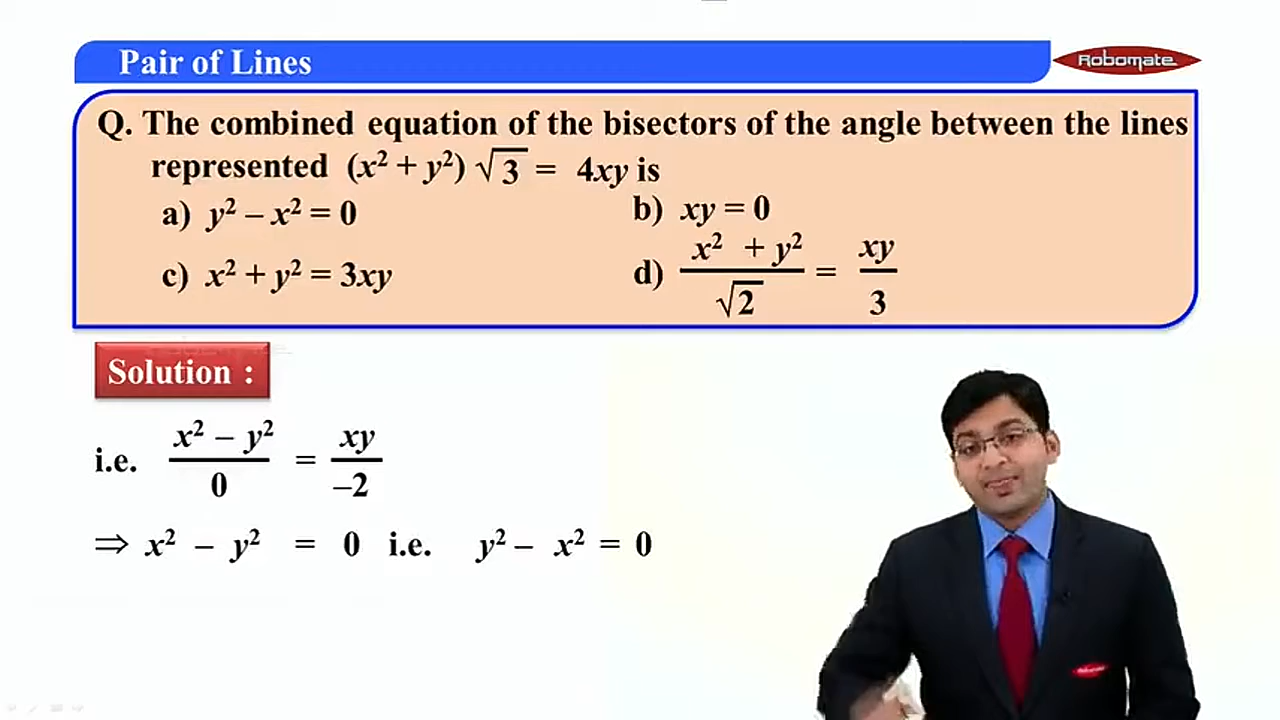 Pair of Lines
Robomate
Q. The combined equation of the bisectors of the angle between the lines
represented (x² + y²) √3 = 4xy is
a) y² – x² = 0 b) xy = 0
c) x² + y² = 3xy d) (x² + y²)/√2 = xy/3
Solution :
i.e. (x² – y²)/0 = xy/–2
⇒ x² – y² = 0 i.e. y² – x² = 0
Robomate